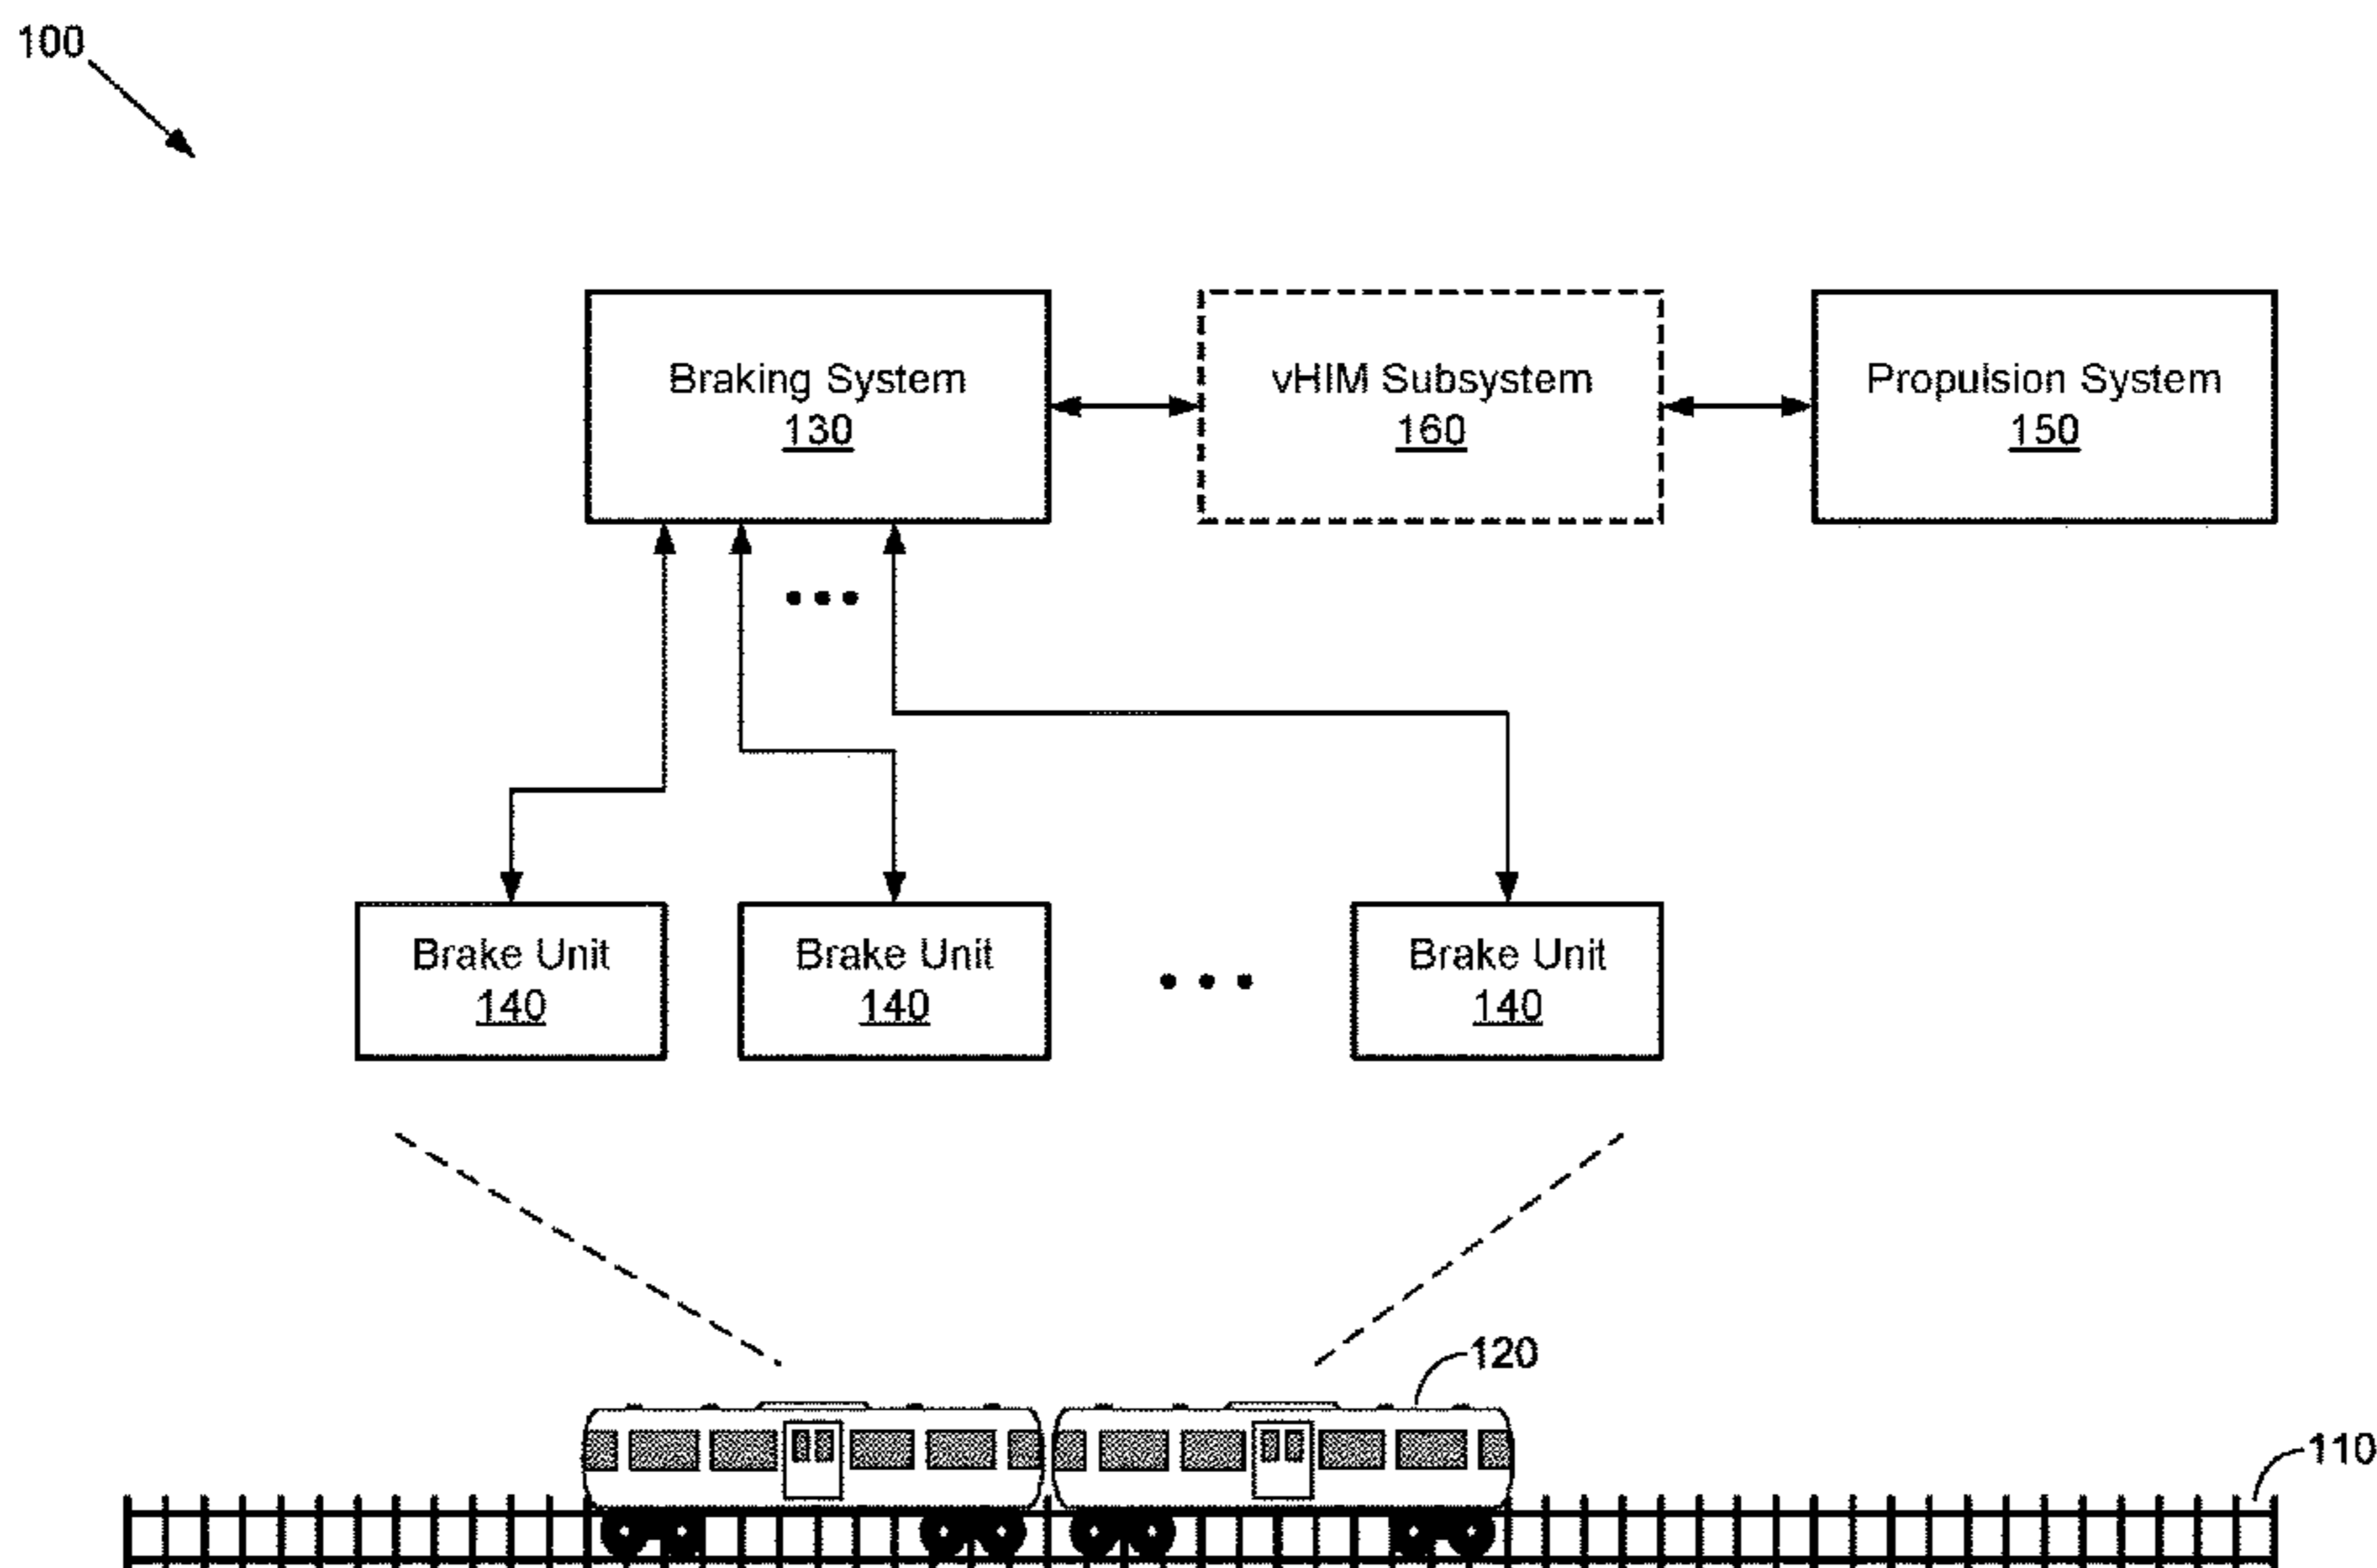 100
Braking System
130
vHIM Subsystem
160
Propulsion System
150
Brake Unit
140
Brake Unit
140
Brake Unit
140
120
110